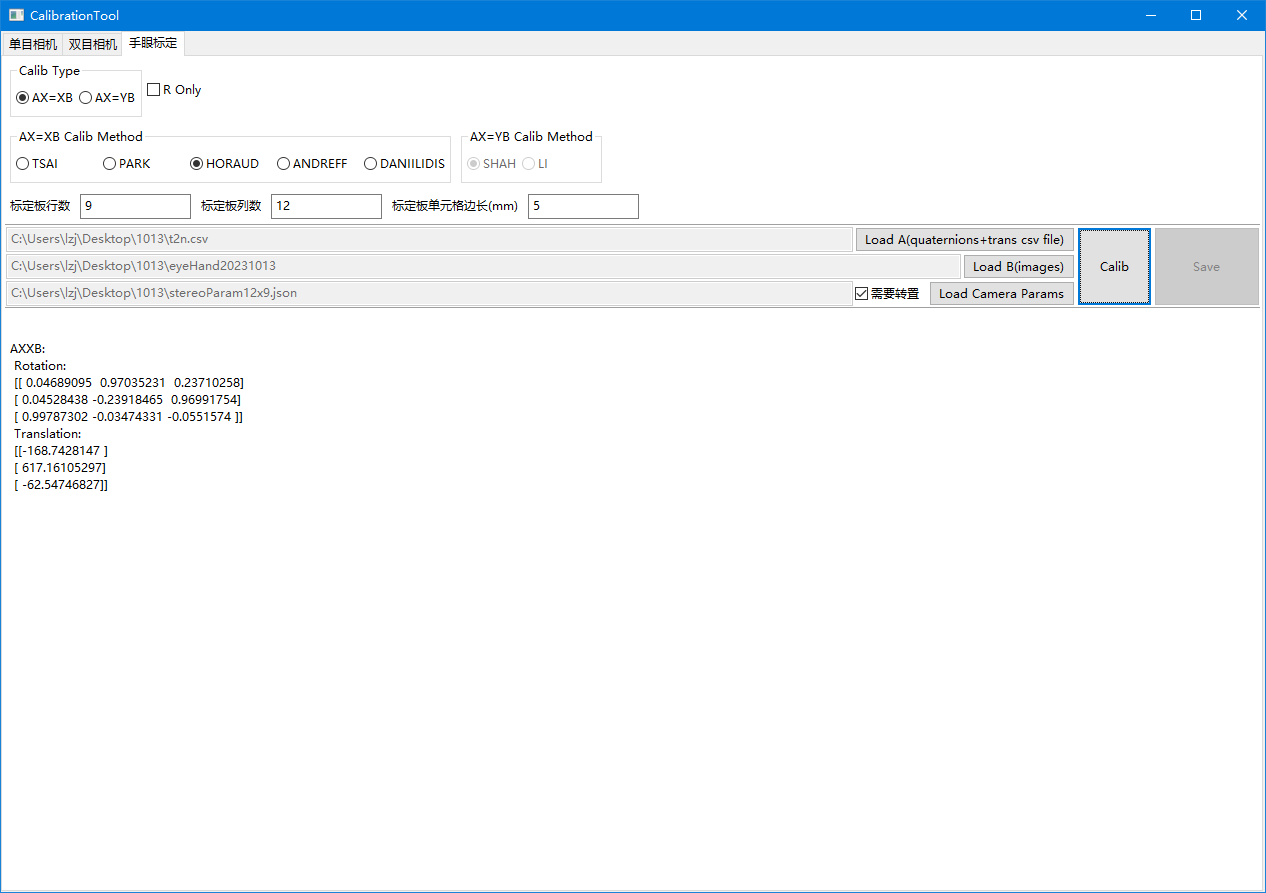 CalibrationTool
单目相机 双目相机 手眼标定
Calib Type
AX=XB AX=YB R Only
AX=XB Calib Method AX=YB Calib Method
TSAI PARK HORAUD ANDREFF DANIILIDIS SHAH LI
标定板行数 9 标定板列数 12 标定板单元格边长(mm) 5
C:\Users\lzj\Desktop\1013\t2n.csv Load A(quaternions+trans csv file)
C:\Users\lzj\Desktop\1013\eyeHand20231013 Load B(images) Calib Save
C:\Users\lzj\Desktop\1013\stereoParam12x9.json 需要转置 Load Camera Params
AXXB:
Rotation:
[[ 0.04689095 0.97035231 0.23710258]
[ 0.04528438 -0.23918465 0.96991754]
[ 0.99787302 -0.03474331 -0.0551574 ]]
Translation:
[[-168.7428147 ]
[ 617.16105297]
[ -62.54746827]]